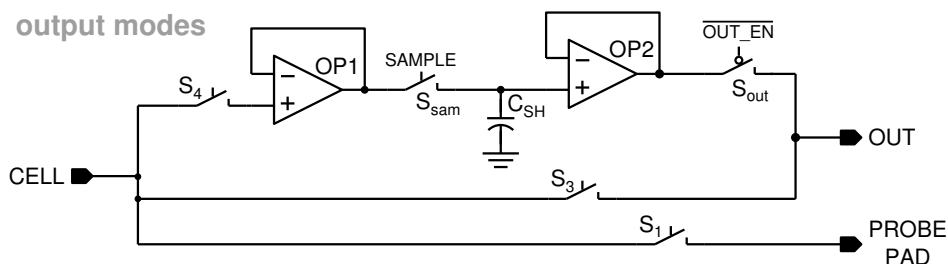 output modes
OUT_EN
OP1
OP2
SAMPLE
S4
Ssam
CSH
Sout
OUT
CELL
S3
S1
PROBE
PAD